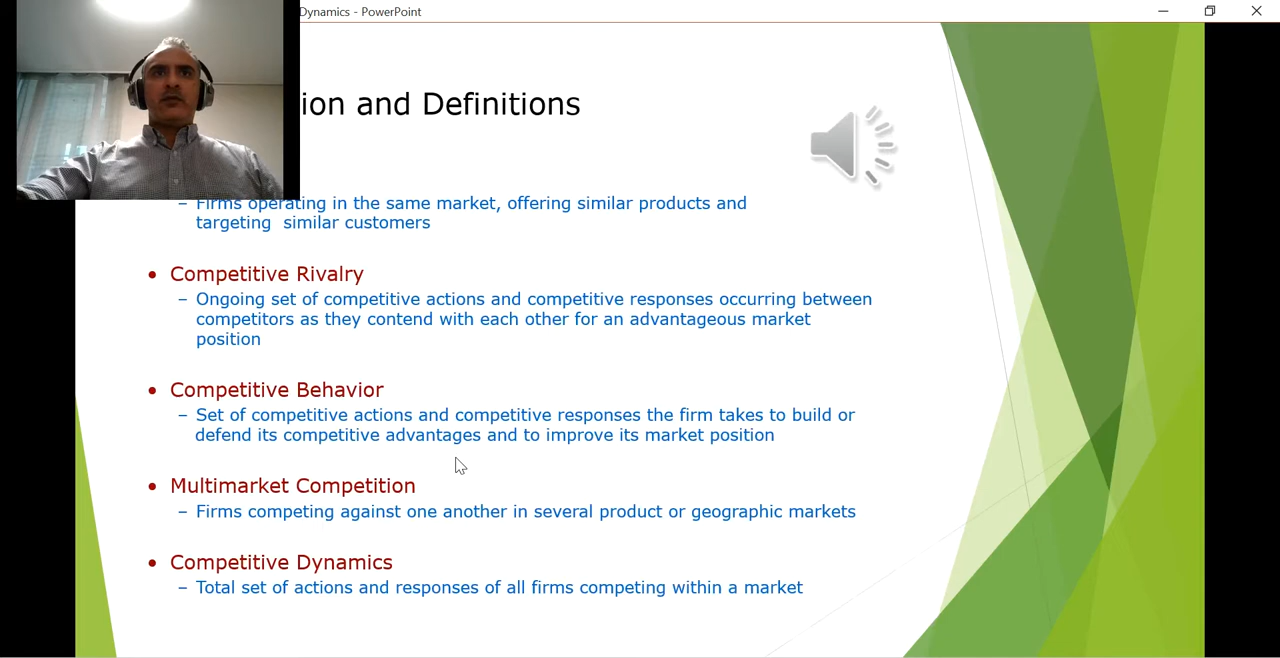 Dynamics - PowerPoint
ion and Definitions
– Firms operating in the same market, offering similar products and
targeting similar customers
• Competitive Rivalry
– Ongoing set of competitive actions and competitive responses occurring between
competitors as they contend with each other for an advantageous market
position
• Competitive Behavior
– Set of competitive actions and competitive responses the firm takes to build or
defend its competitive advantages and to improve its market position
• Multimarket Competition
– Firms competing against one another in several product or geographic markets
• Competitive Dynamics
– Total set of actions and responses of all firms competing within a market